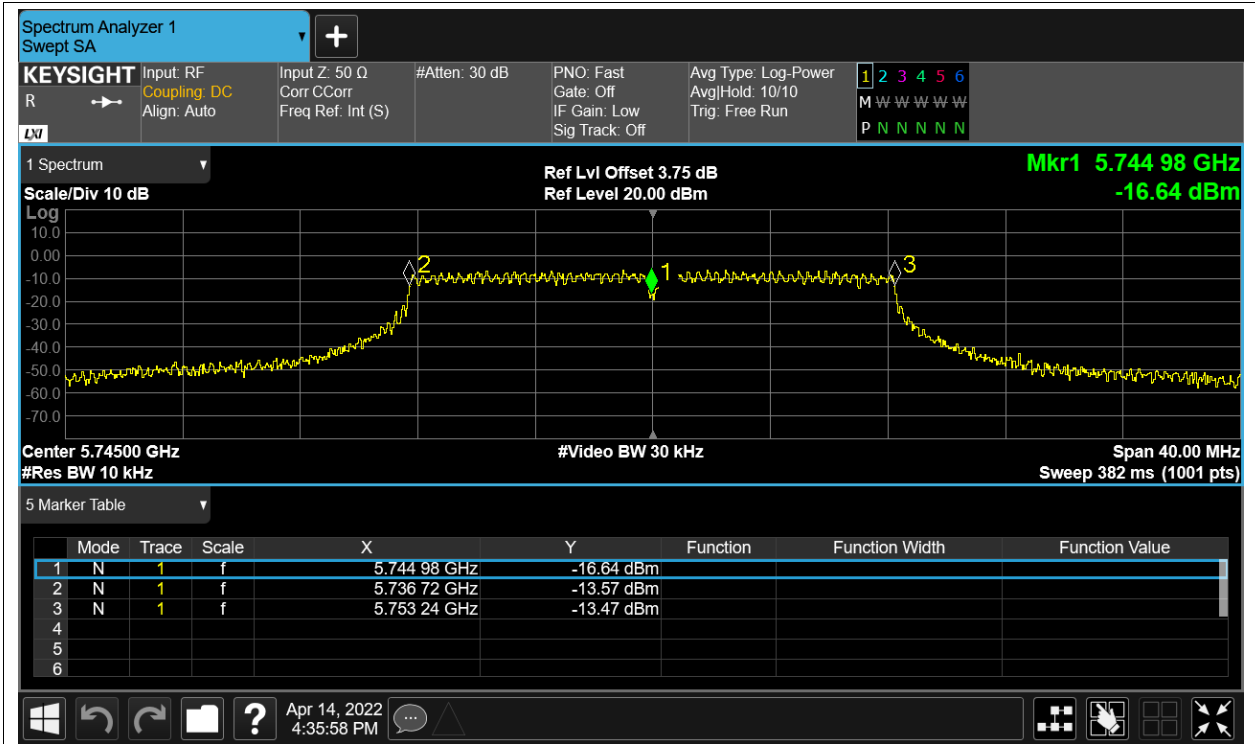 Spectrum Analyzer 1
Swept SA
+
KEYSIGHT
R
LXI
Input: RF
Coupling: DC
Align: Auto
Input Z: 50 Ω
Corr CCorr
Freq Ref: Int (S)
#Atten: 30 dB
PNO: Fast
Gate: Off
IF Gain: Low
Sig Track: Off
Avg Type: Log-Power
Avg|Hold: 10/10
Trig: Free Run
1 2 3 4 5 6
M W W W W W
P N N N N N
1 Spectrum
Scale/Div 10 dB
Ref Lvl Offset 3.75 dB
Ref Level 20.00 dBm
Mkr1 5.744 98 GHz
-16.64 dBm
Log
10.0
0.00
-10.0
-20.0
-30.0
-40.0
-50.0
-60.0
-70.0
2
1
3
Center 5.74500 GHz
#Video BW 30 kHz
Span 40.00 MHz
#Res BW 10 kHz
Sweep 382 ms (1001 pts)
5 Marker Table
Mode Trace Scale X Y Function Function Width Function Value
1 N 1 f 5.744 98 GHz -16.64 dBm
2 N 1 f 5.736 72 GHz -13.57 dBm
3 N 1 f 5.753 24 GHz -13.47 dBm
4
5
6
?
Apr 14, 2022
4:35:58 PM